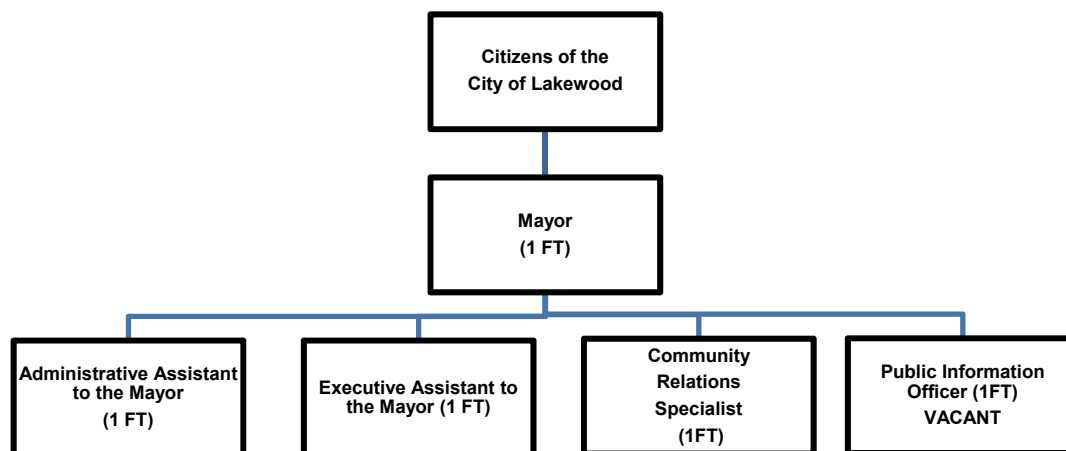 Citizens of the
City of Lakewood
Mayor
(1 FT)
Administrative Assistant
to the Mayor
(1 FT)
Executive Assistant to
the Mayor (1 FT)
Community
Relations
Specialist
(1FT)
Public Information
Officer (1FT)
VACANT